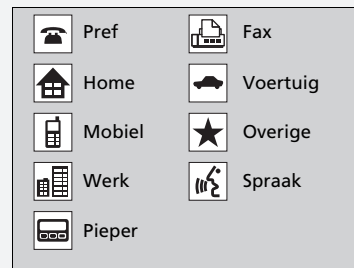 Pref
Fax
Home
Voertuig
Mobiel
Overige
Werk
Spraak
Pieper